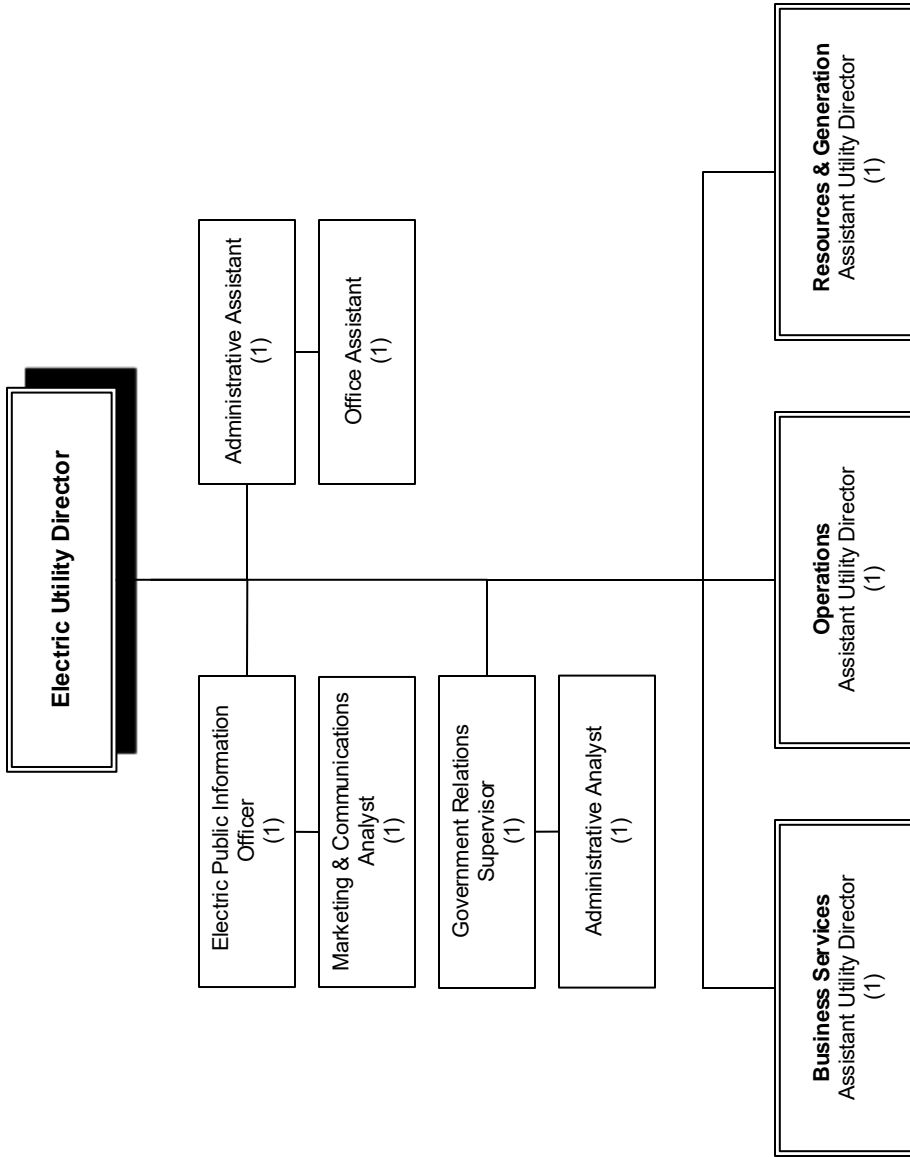 Electric Utility Director
Electric Public Information
Officer
(1)
Marketing & Communications
Analyst
(1)
Administrative Assistant
(1)
Office Assistant
(1)
Government Relations
Supervisor
(1)
Administrative Analyst
(1)
Business Services
Assistant Utility Director
(1)
Operations
Assistant Utility Director
(1)
Resources & Generation
Assistant Utility Director
(1)